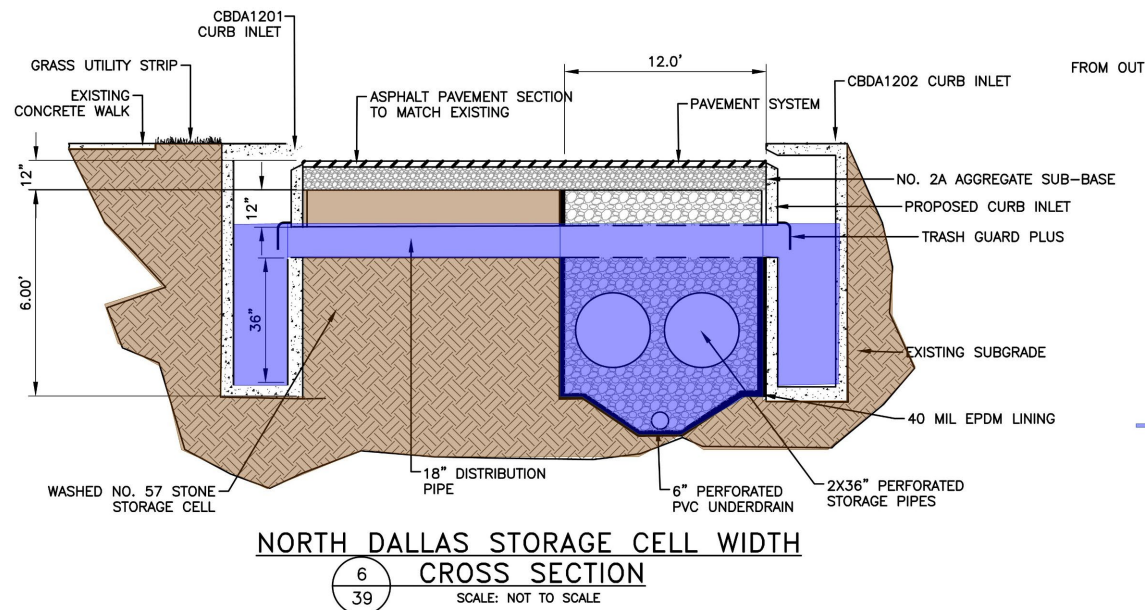 CBDA1201
CURB INLET
12.0'
FROM OUT
GRASS UTILITY STRIP
CBDA1202 CURB INLET
EXISTING
CONCRETE WALK
ASPHALT PAVEMENT SECTION
TO MATCH EXISTING
PAVEMENT SYSTEM
12"
NO. 2A AGGREGATE SUB-BASE
12"
PROPOSED CURB INLET
TRASH GUARD PLUS
6.00'
36"
EXISTING SUBGRADE
40 MIL EPDM LINING
WASHED NO. 57 STONE
STORAGE CELL
18" DISTRIBUTION
PIPE
6" PERFORATED
PVC UNDERDRAIN
2X36" PERFORATED
STORAGE PIPES
NORTH DALLAS STORAGE CELL WIDTH
6
39
CROSS SECTION
SCALE: NOT TO SCALE